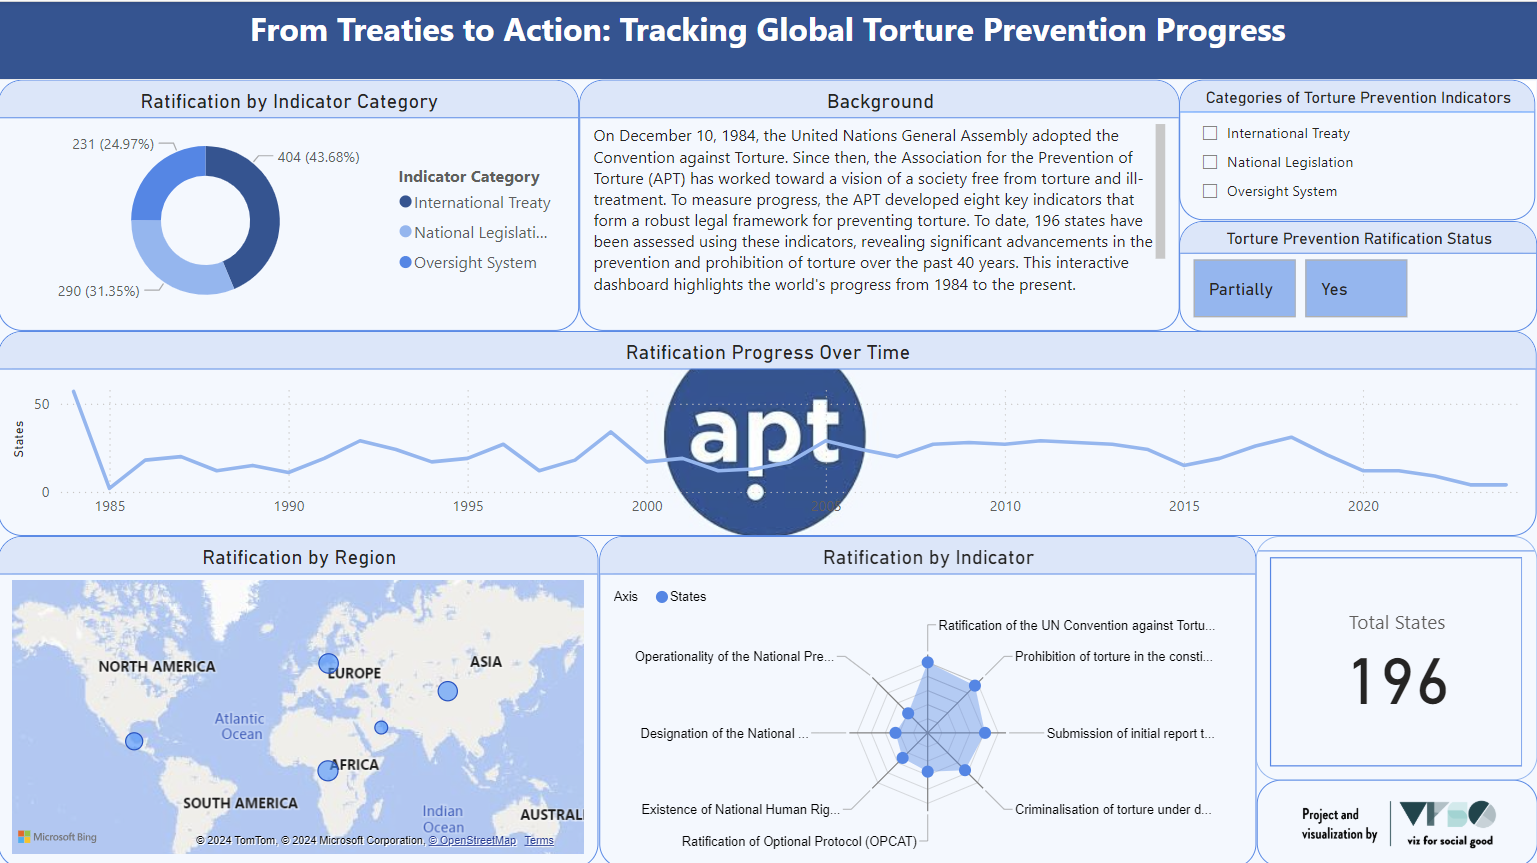 From Treaties to Action: Tracking Global Torture Prevention Progress
Ratification by Indicator Category
231 (24.97%)
404 (43.68%)
290 (31.35%)
Indicator Category
International Treaty
National Legislati...
Oversight System
Background
On December 10, 1984, the United Nations General Assembly adopted the
Convention against Torture. Since then, the Association for the Prevention of
Torture (APT) has worked toward a vision of a society free from torture and ill-
treatment. To measure progress, the APT developed eight key indicators that
form a robust legal framework for preventing torture. To date, 196 states have
been assessed using these indicators, revealing significant advancements in the
prevention and prohibition of torture over the past 40 years. This interactive
dashboard highlights the world's progress from 1984 to the present.
Categories of Torture Prevention Indicators
International Treaty
National Legislation
Oversight System
Torture Prevention Ratification Status
Partially
Yes
Ratification Progress Over Time
States
50
0
apt
1985
1990
1995
2000
2005
2010
2015
2020
Ratification by Region
NORTH AMERICA
EUROPE
ASIA
Atlantic
Ocean
AFRICA
SOUTH AMERICA
Indian
Ocean
AUSTRAL
Microsoft Bing
© 2024 TomTom, © 2024 Microsoft Corporation, © OpenStreetMap Terms
Ratification by Indicator
Axis
States
Ratification of the UN Convention against Tortu...
Operationality of the National Pre...
Prohibition of torture in the consti...
Designation of the National ...
Submission of initial report t...
Existence of National Human Rig...
Criminalisation of torture under d...
Ratification of Optional Protocol (OPCAT)
Total States
196
Project and
visualization by
VFSG
viz for social good